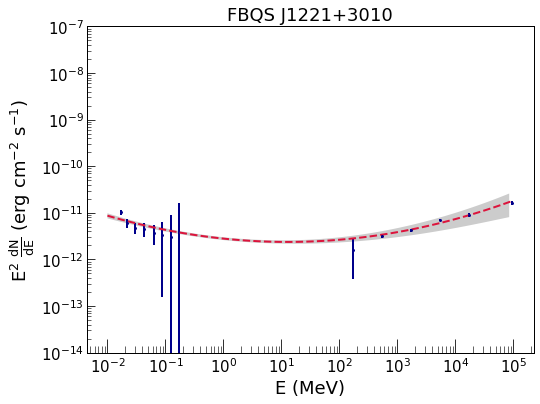 FBQS J1221+3010
10⁻⁷
10⁻⁸
10⁻⁹
10⁻¹⁰
10⁻¹¹
10⁻¹²
10⁻¹³
10⁻¹⁴
E² dN/dE (erg cm⁻² s⁻¹)
10⁻² 10⁻¹ 10⁰ 10¹ 10² 10³ 10⁴ 10⁵
E (MeV)